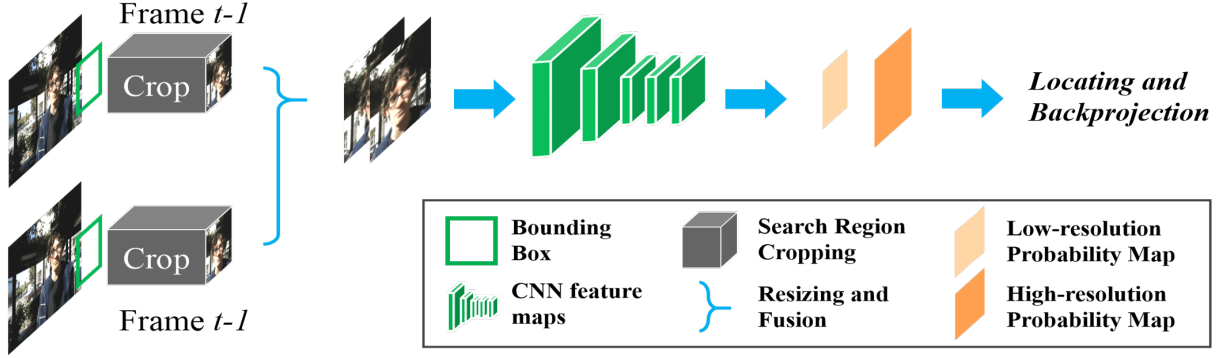 Frame t-1
Crop
Crop
Frame t-1
Locating and
Backprojection
Bounding
Box
Search Region
Cropping
Low-resolution
Probability Map
CNN feature
maps
Resizing and
Fusion
High-resolution
Probability Map